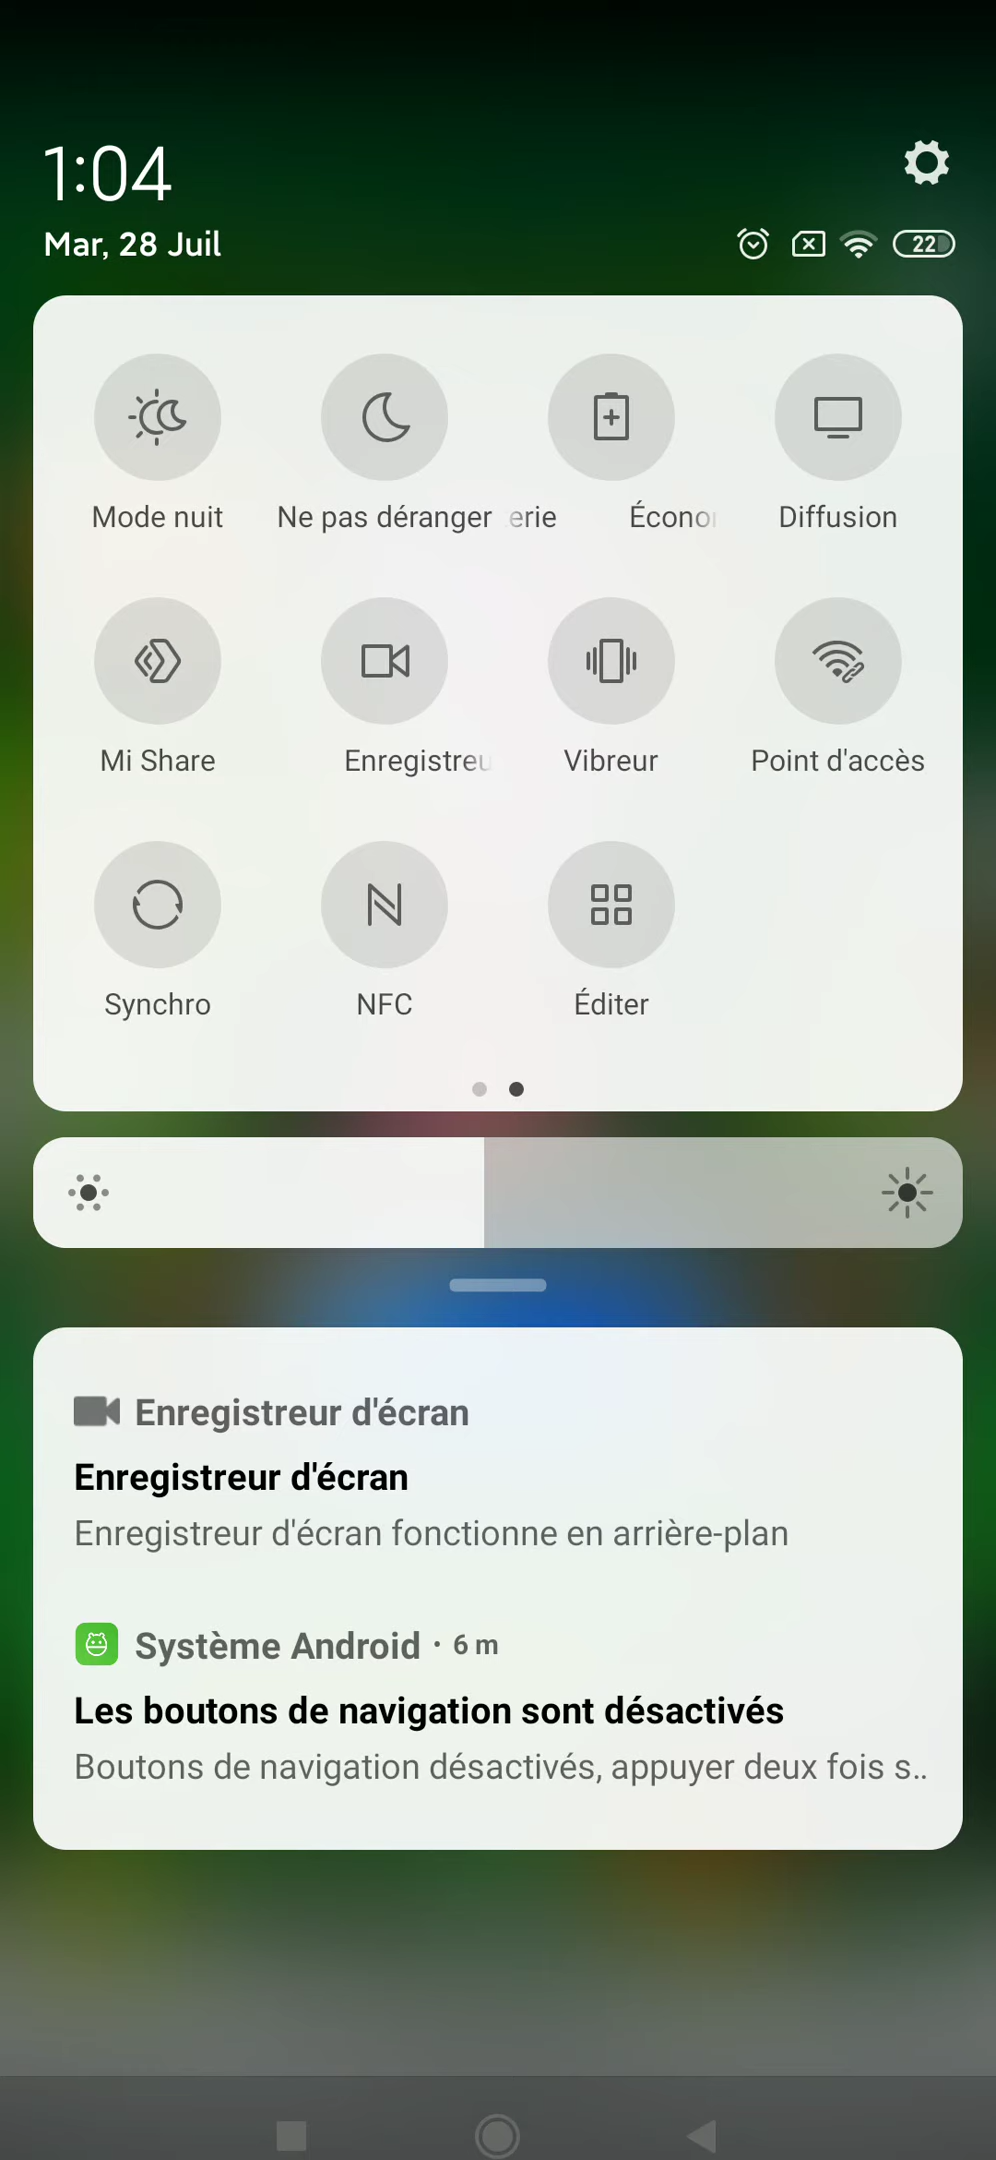 1:04
Mar, 28 Juil
22
Mode nuit
Ne pas déranger
erie Écono
Diffusion
Mi Share
Enregistreu
Vibreur
Point d'accès
Synchro
NFC
Éditer
Enregistreur d'écran
Enregistreur d'écran
Enregistreur d'écran fonctionne en arrière-plan
Système Android · 6 m
Les boutons de navigation sont désactivés
Boutons de navigation désactivés, appuyer deux fois s..